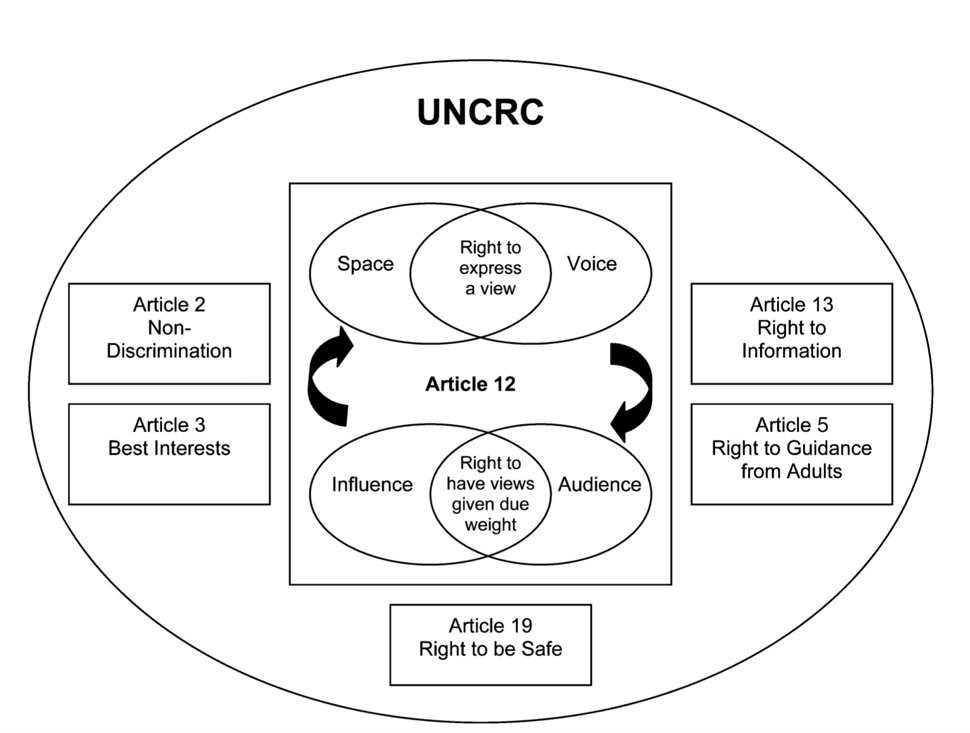 UNCRC
Space
Right to
express
a view
Voice
Article 2
Non-
Discrimination
Article 13
Right to
Information
Article 12
Article 3
Best Interests
Article 5
Right to Guidance
from Adults
Influence
Right to
have views
given due
weight
Audience
Article 19
Right to be Safe